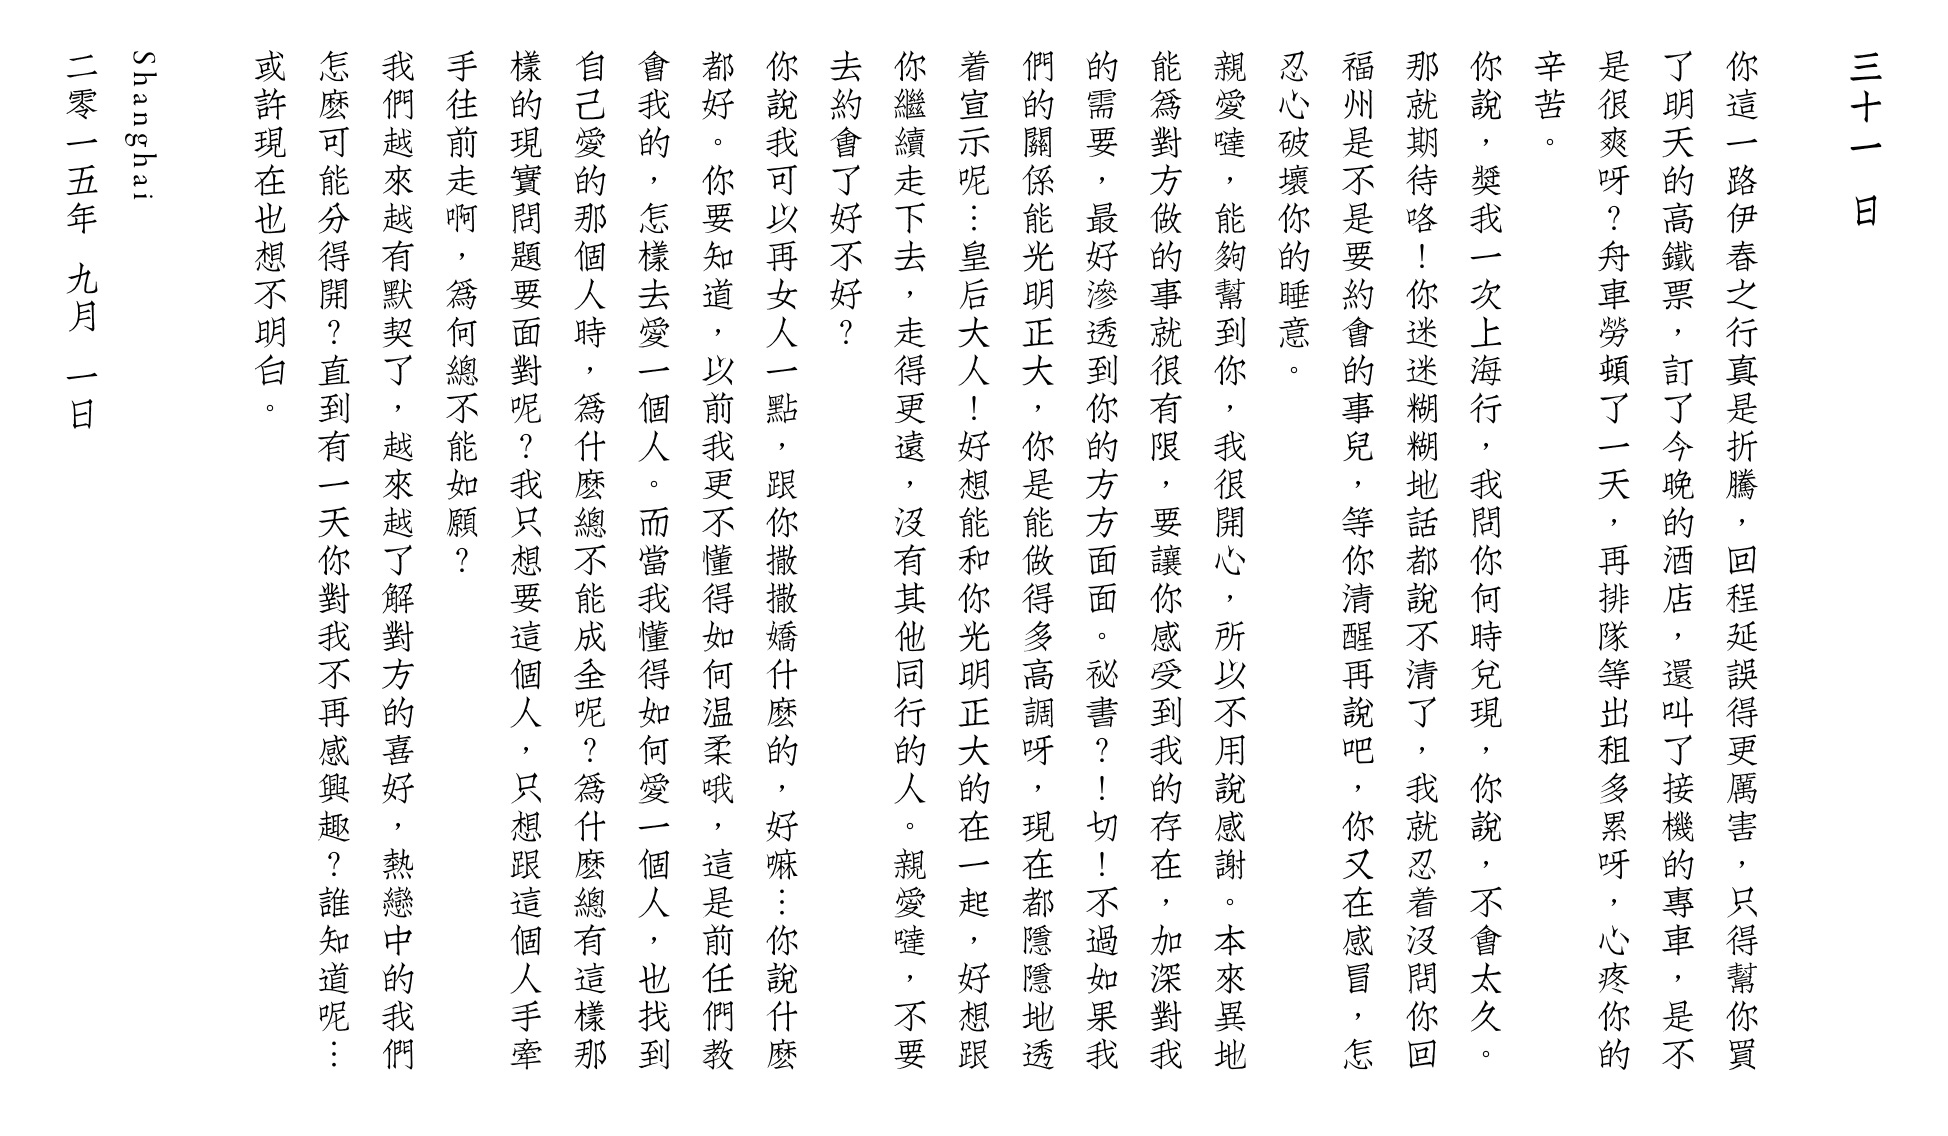 三十一　日
你這一路伊春之行真是折騰，回程延誤得更厲害，只得幫你買
了明天的高鐵票，訂了今晚的酒店，還叫了接機的專車，是不
是很爽呀？舟車勞頓了一天，再排隊等出租多累呀，心疼你的
辛苦。
你說，獎我一次上海行，我問你何時兌現，你說，不會太久。
那就期待咯！你迷迷糊糊地話都說不清了，我就忍着沒問你回
福州是不是要約會的事兒，等你清醒再說吧，你又在感冒，怎
忍心破壞你的睡意。
親愛噠，能夠幫到你，我很開心，所以不用說感謝。本來異地
能爲對方做的事就很有限，要讓你感受到我的存在，加深對我
的需要，最好滲透到你的方方面面。祕書？！切！不過如果我
們的關係能光明正大，你是能做得多高調呀，現在都隱隱地透
着宣示呢…皇后大人！好想能和你光明正大的在一起，好想跟
你繼續走下去，走得更遠，沒有其他同行的人。親愛噠，不要
去約會了好不好？
你說我可以再女人一點，跟你撒撒嬌什麽的，好嘛…你說什麽
都好。你要知道，以前我更不懂得如何温柔哦，這是前任們教
會我的，怎樣去愛一個人。而當我懂得如何愛一個人，也找到
自己愛的那個人時，爲什麽總不能成全呢？爲什麽總有這樣那
樣的現實問題要面對呢？我只想要這個人，只想跟這個人手牽
手往前走啊，爲何總不能如願？
我們越來越有默契了，越來越了解對方的喜好，熱戀中的我們
怎麽可能分得開？直到有一天你對我不再感興趣？誰知道呢…
或許現在也想不明白。
Shanghai
二零一五年　九月　一日